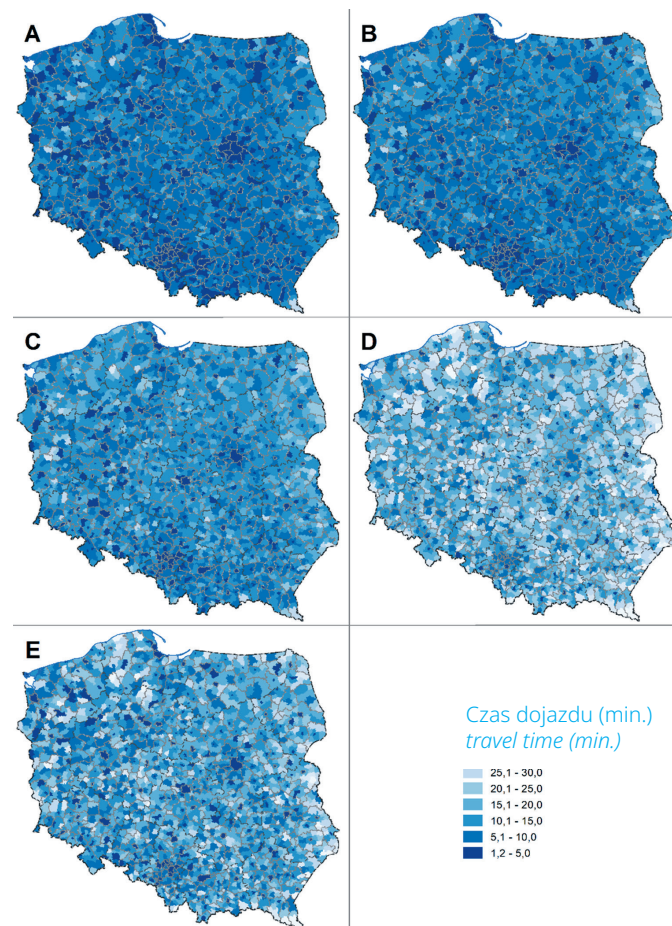 A
B
C
D
E
Czas dojazdu (min.)
travel time (min.)
25,1 - 30,0
20,1 - 25,0
15,1 - 20,0
10,1 - 15,0
5,1 - 10,0
1,2 - 5,0